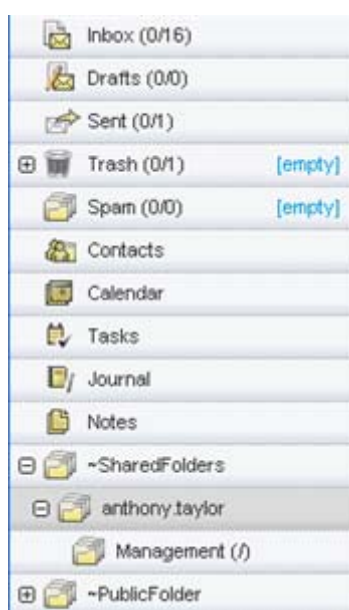 Inbox (0/16)
Drafts (0/0)
Sent (0/1)
Trash (0/1) [empty]
Spam (0/0) [empty]
Contacts
Calendar
Tasks
Journal
Notes
~SharedFolders
anthony.taylor
Management (/)
~PublicFolder